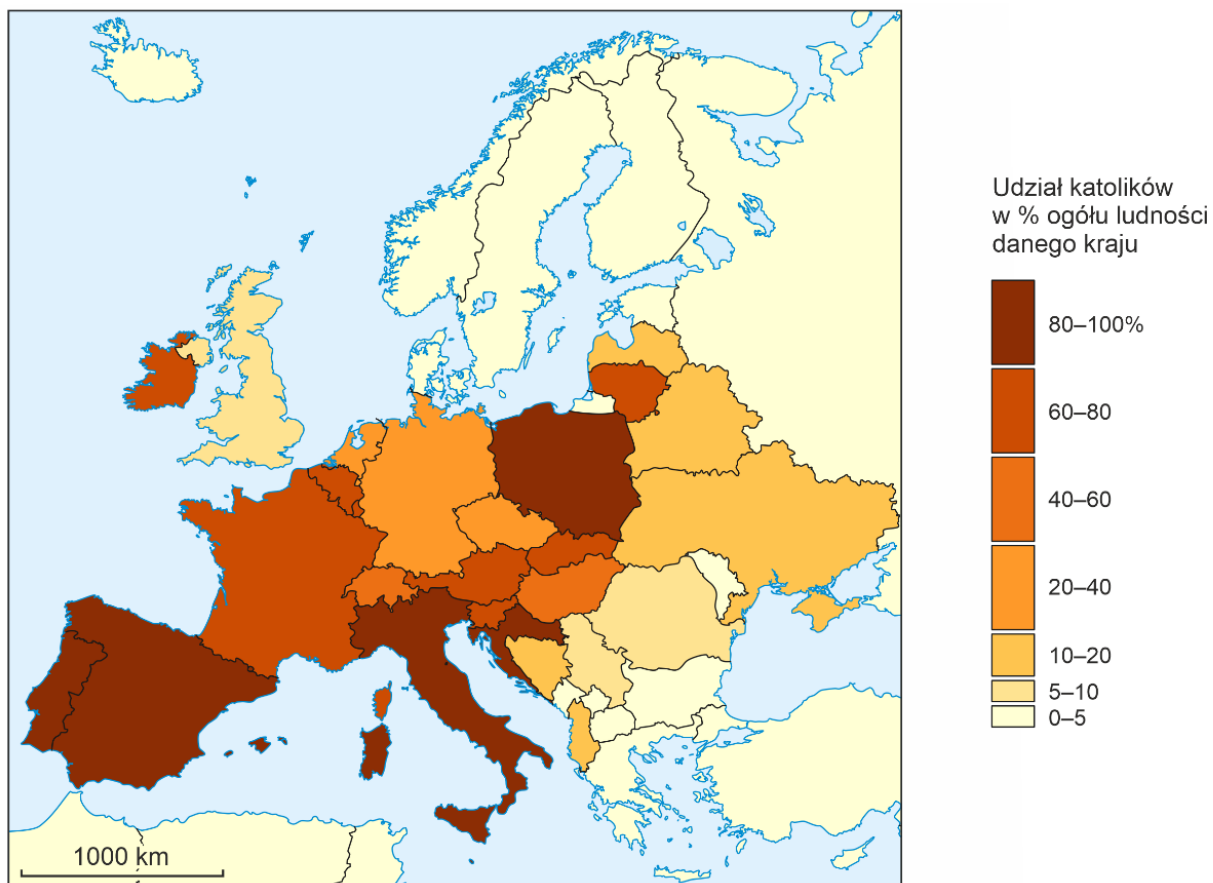 Udział katolików
w % ogółu ludności
danego kraju
80–100%
60–80
40–60
20–40
10–20
5–10
0–5
1000 km